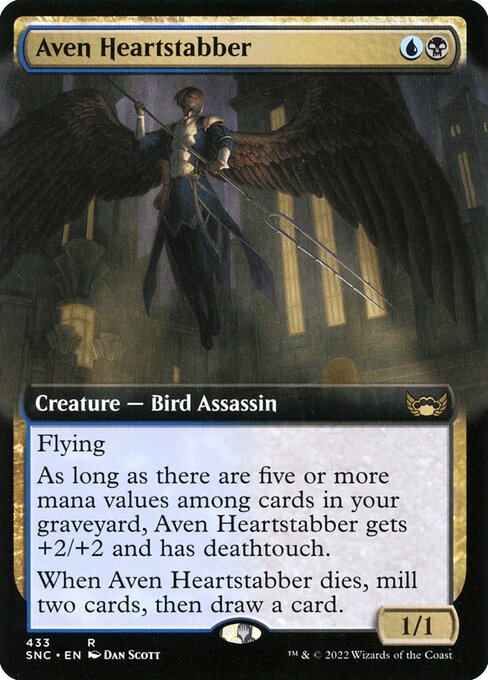 Aven Heartstabber
Creature — Bird Assassin
Flying
As long as there are five or more
mana values among cards in your
graveyard, Aven Heartstabber gets
+2/+2 and has deathtouch.
When Aven Heartstabber dies, mill
two cards, then draw a card.
1/1
433 R
SNC • EN Dan Scott
™ & © 2022 Wizards of the Coast